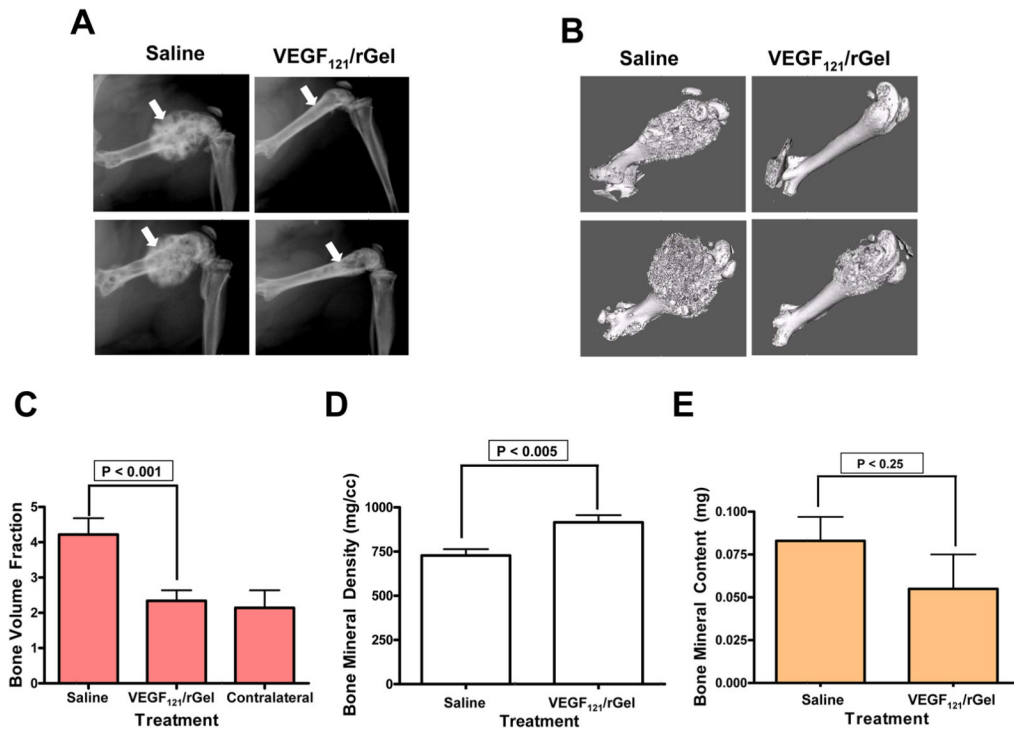 A
Saline
VEGF₁₂₁/rGel
B
Saline
VEGF₁₂₁/rGel
C
P < 0.001
Bone Volume Fraction
5
4
3
2
1
0
Saline
VEGF₁₂₁/rGel
Contralateral
Treatment
D
P < 0.005
Bone Mineral Density (mg/cc)
1000
750
500
250
0
Saline
VEGF₁₂₁/rGel
Treatment
E
P < 0.25
Bone Mineral Content (mg)
0.100
0.075
0.050
0.025
0.000
Saline
VEGF₁₂₁/rGel
Treatment